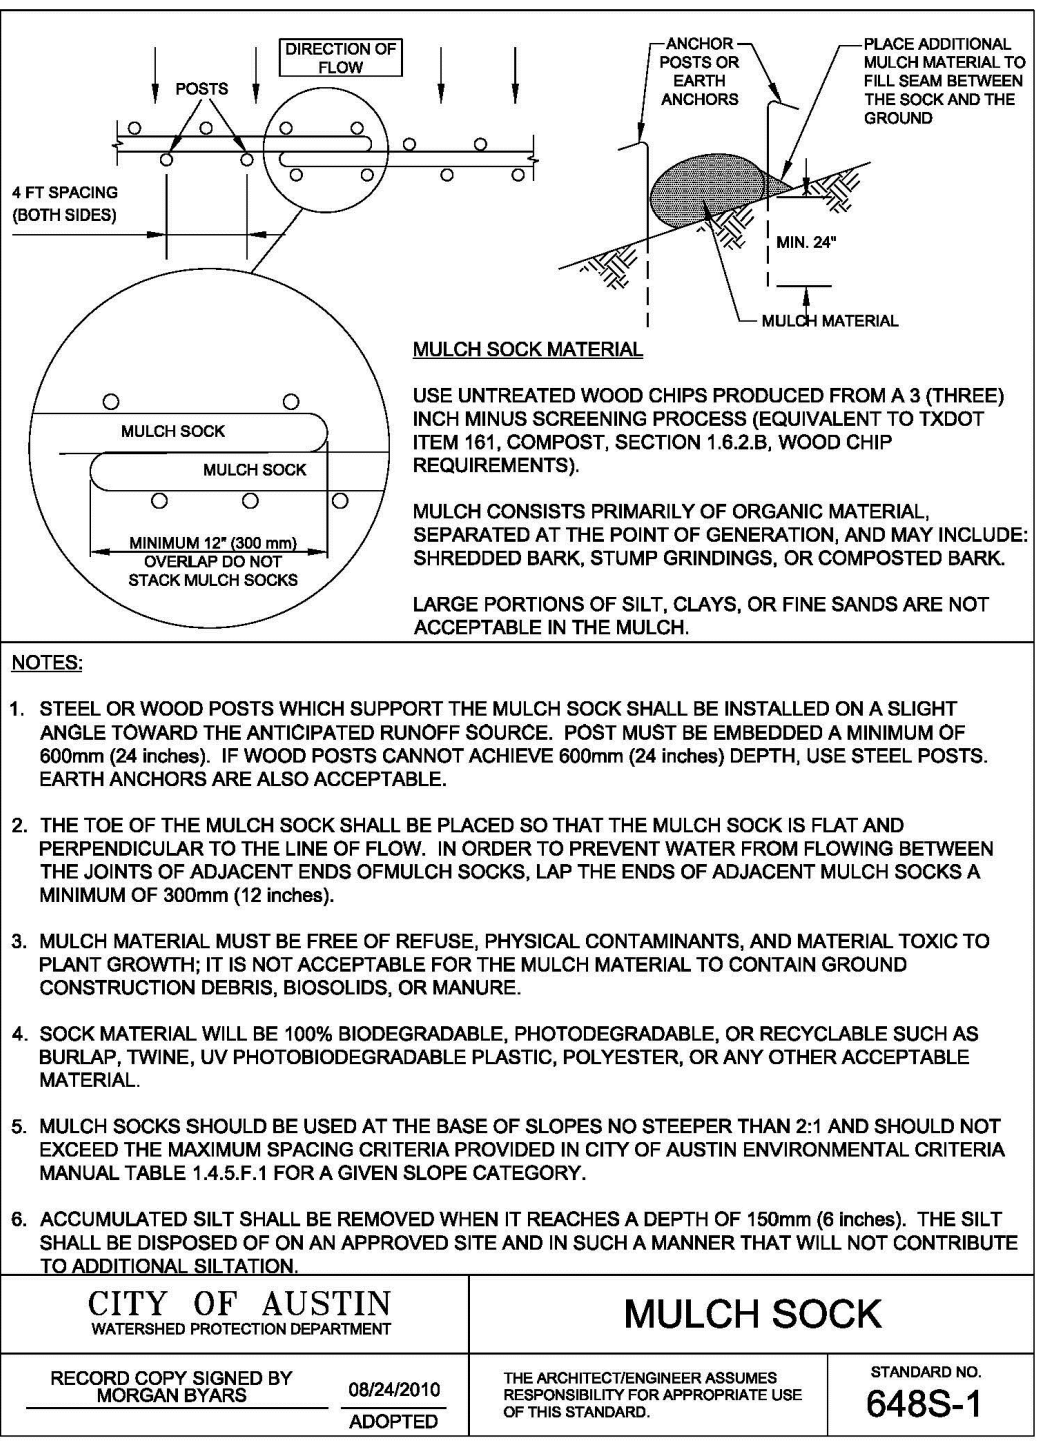 DIRECTION OF
FLOW
POSTS
4 FT SPACING
(BOTH SIDES)
ANCHOR
POSTS OR
EARTH
ANCHORS
PLACE ADDITIONAL
MULCH MATERIAL TO
FILL SEAM BETWEEN
THE SOCK AND THE
GROUND
MIN. 24"
MULCH MATERIAL
MULCH SOCK
MULCH SOCK
MINIMUM 12" (300 mm)
OVERLAP DO NOT
STACK MULCH SOCKS
MULCH SOCK MATERIAL
USE UNTREATED WOOD CHIPS PRODUCED FROM A 3 (THREE)
INCH MINUS SCREENING PROCESS (EQUIVALENT TO TXDOT
ITEM 161, COMPOST, SECTION 1.6.2.B, WOOD CHIP
REQUIREMENTS).
MULCH CONSISTS PRIMARILY OF ORGANIC MATERIAL,
SEPARATED AT THE POINT OF GENERATION, AND MAY INCLUDE:
SHREDDED BARK, STUMP GRINDINGS, OR COMPOSTED BARK.
LARGE PORTIONS OF SILT, CLAYS, OR FINE SANDS ARE NOT
ACCEPTABLE IN THE MULCH.
NOTES:
1. STEEL OR WOOD POSTS WHICH SUPPORT THE MULCH SOCK SHALL BE INSTALLED ON A SLIGHT
ANGLE TOWARD THE ANTICIPATED RUNOFF SOURCE. POST MUST BE EMBEDDED A MINIMUM OF
600mm (24 inches). IF WOOD POSTS CANNOT ACHIEVE 600mm (24 inches) DEPTH, USE STEEL POSTS.
EARTH ANCHORS ARE ALSO ACCEPTABLE.
2. THE TOE OF THE MULCH SOCK SHALL BE PLACED SO THAT THE MULCH SOCK IS FLAT AND
PERPENDICULAR TO THE LINE OF FLOW. IN ORDER TO PREVENT WATER FROM FLOWING BETWEEN
THE JOINTS OF ADJACENT ENDS OFMULCH SOCKS, LAP THE ENDS OF ADJACENT MULCH SOCKS A
MINIMUM OF 300mm (12 inches).
3. MULCH MATERIAL MUST BE FREE OF REFUSE, PHYSICAL CONTAMINANTS, AND MATERIAL TOXIC TO
PLANT GROWTH; IT IS NOT ACCEPTABLE FOR THE MULCH MATERIAL TO CONTAIN GROUND
CONSTRUCTION DEBRIS, BIOSOLIDS, OR MANURE.
4. SOCK MATERIAL WILL BE 100% BIODEGRADABLE, PHOTODEGRADABLE, OR RECYCLABLE SUCH AS
BURLAP, TWINE, UV PHOTOBIODEGRADABLE PLASTIC, POLYESTER, OR ANY OTHER ACCEPTABLE
MATERIAL.
5. MULCH SOCKS SHOULD BE USED AT THE BASE OF SLOPES NO STEEPER THAN 2:1 AND SHOULD NOT
EXCEED THE MAXIMUM SPACING CRITERIA PROVIDED IN CITY OF AUSTIN ENVIRONMENTAL CRITERIA
MANUAL TABLE 1.4.5.F.1 FOR A GIVEN SLOPE CATEGORY.
6. ACCUMULATED SILT SHALL BE REMOVED WHEN IT REACHES A DEPTH OF 150mm (6 inches). THE SILT
SHALL BE DISPOSED OF ON AN APPROVED SITE AND IN SUCH A MANNER THAT WILL NOT CONTRIBUTE
TO ADDITIONAL SILTATION.
CITY OF AUSTIN
WATERSHED PROTECTION DEPARTMENT
MULCH SOCK
RECORD COPY SIGNED BY
MORGAN BYARS
08/24/2010
ADOPTED
THE ARCHITECT/ENGINEER ASSUMES
RESPONSIBILITY FOR APPROPRIATE USE
OF THIS STANDARD.
STANDARD NO.
648S-1